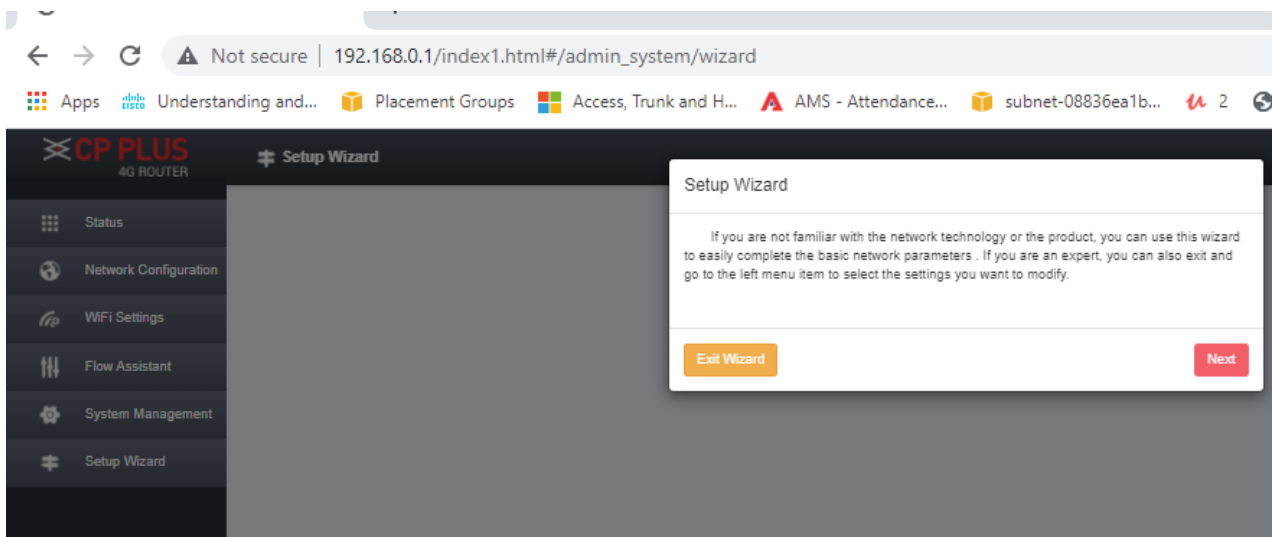 Not secure | 192.168.0.1/index1.html#/admin_system/wizard
Apps Understanding and... Placement Groups Access, Trunk and H... AMS - Attendance... subnet-08836ea1b... 2
CP PLUS
4G ROUTER
Setup Wizard
Status
Network Configuration
WiFi Settings
Flow Assistant
System Management
Setup Wizard
Setup Wizard
If you are not familiar with the network technology or the product, you can use this wizard
to easily complete the basic network parameters . If you are an expert, you can also exit and
go to the left menu item to select the settings you want to modify.
Exit Wizard
Next